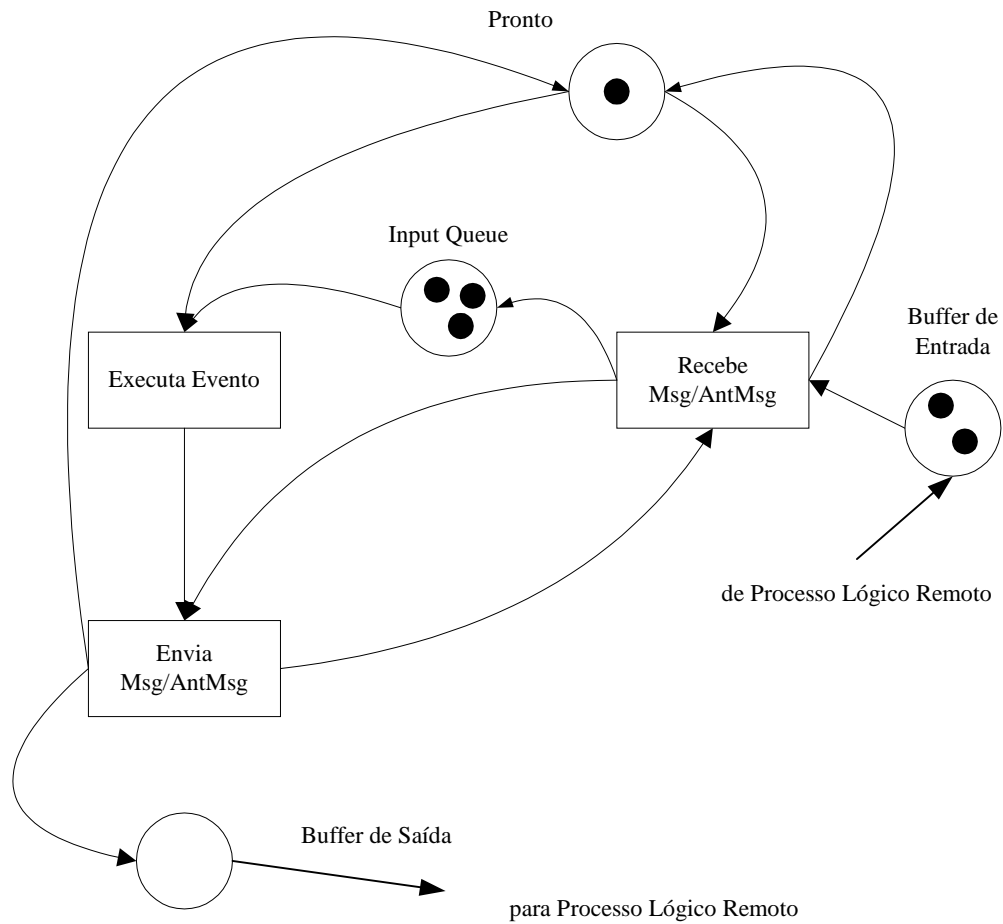 Pronto
Input Queue
Buffer de
Entrada
Executa Evento
Recebe
Msg/AntMsg
de Processo Lógico Remoto
Envia
Msg/AntMsg
Buffer de Saída
para Processo Lógico Remoto